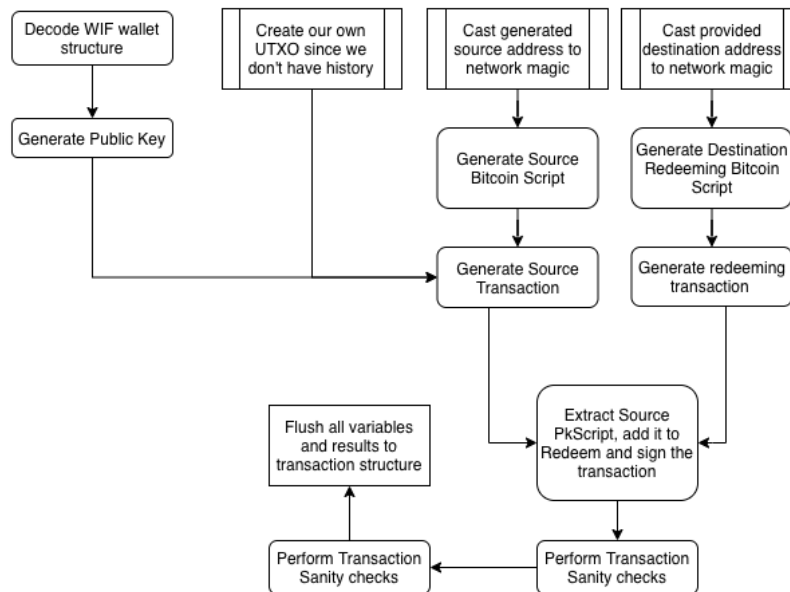 Decode WIF wallet
structure
Create our own
UTXO since we
don't have history
Cast generated
source address to
network magic
Cast provided
destination address
to network magic
Generate Public Key
Generate Source
Bitcoin Script
Generate Destination
Redeeming Bitcoin
Script
Generate Source
Transaction
Generate redeeming
transaction
Extract Source
PkScript, add it to
Redeem and sign the
transaction
Flush all variables
and results to
transaction structure
Perform Transaction
Sanity checks
Perform Transaction
Sanity checks